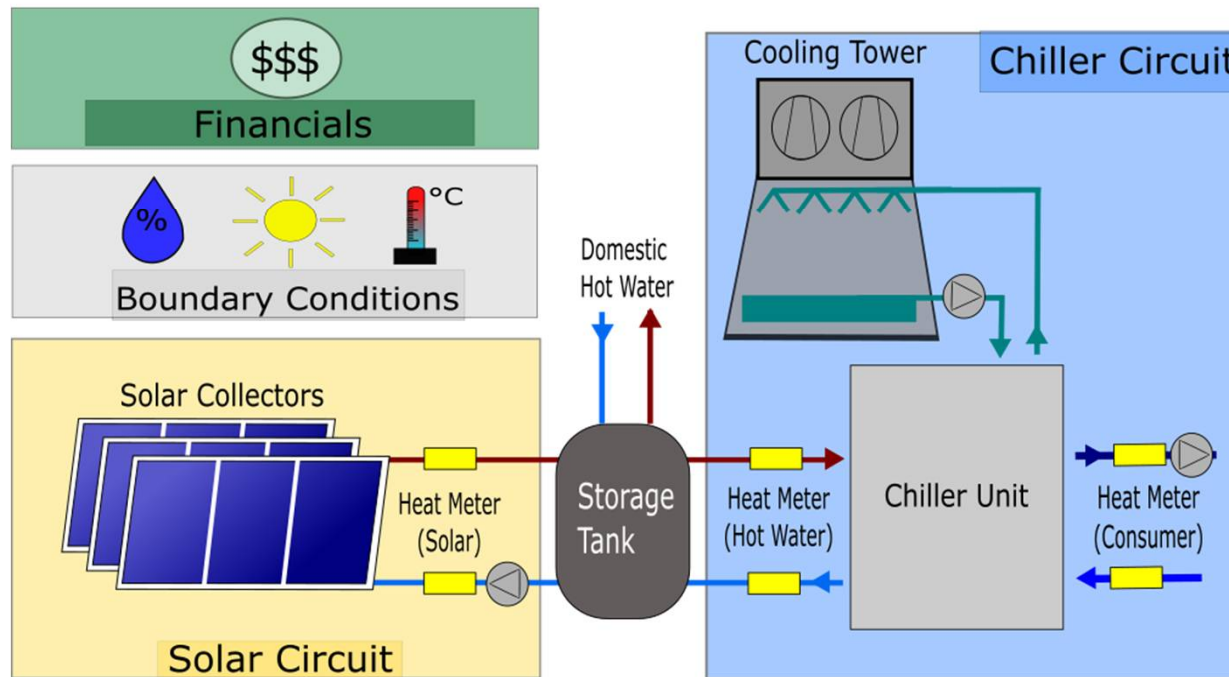 $$$
Financials
%
°C
Boundary Conditions
Solar Collectors
Heat Meter
(Solar)
Solar Circuit
Domestic
Hot Water
Storage
Tank
Cooling Tower
Chiller Circuit
Heat Meter
(Hot Water)
Chiller Unit
Heat Meter
(Consumer)